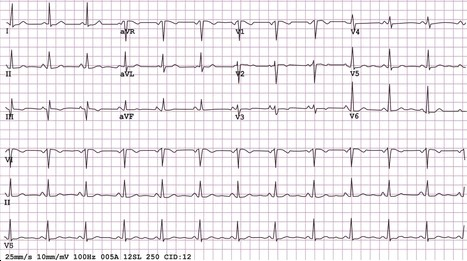 I aVR V1 V4
II aVL V2 V5
III aVF V3 V6
V1
II
V5
25mm/s 10mm/mV 100Hz 005A 12SL 250 CID:12